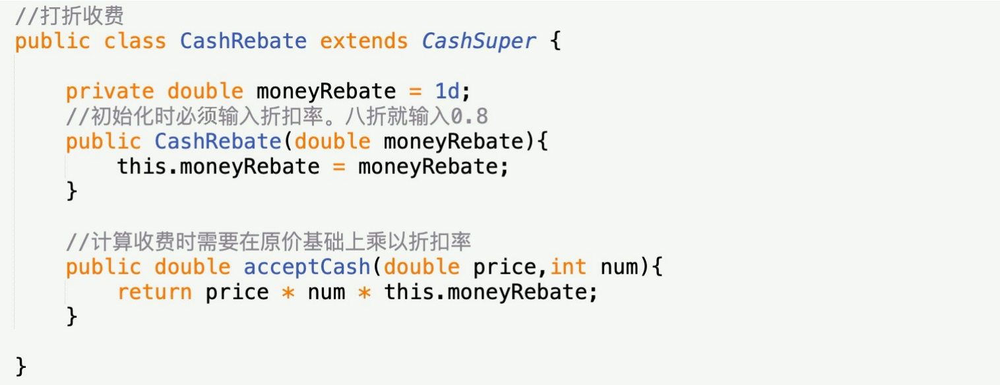 //打折收费
public class CashRebate extends CashSuper {
private double moneyRebate = 1d;
//初始化时必须输入折扣率。八折就输入0.8
public CashRebate(double moneyRebate){
this.moneyRebate = moneyRebate;
}
//计算收费时需要在原价基础上乘以折扣率
public double acceptCash(double price,int num){
return price * num * this.moneyRebate;
}
}